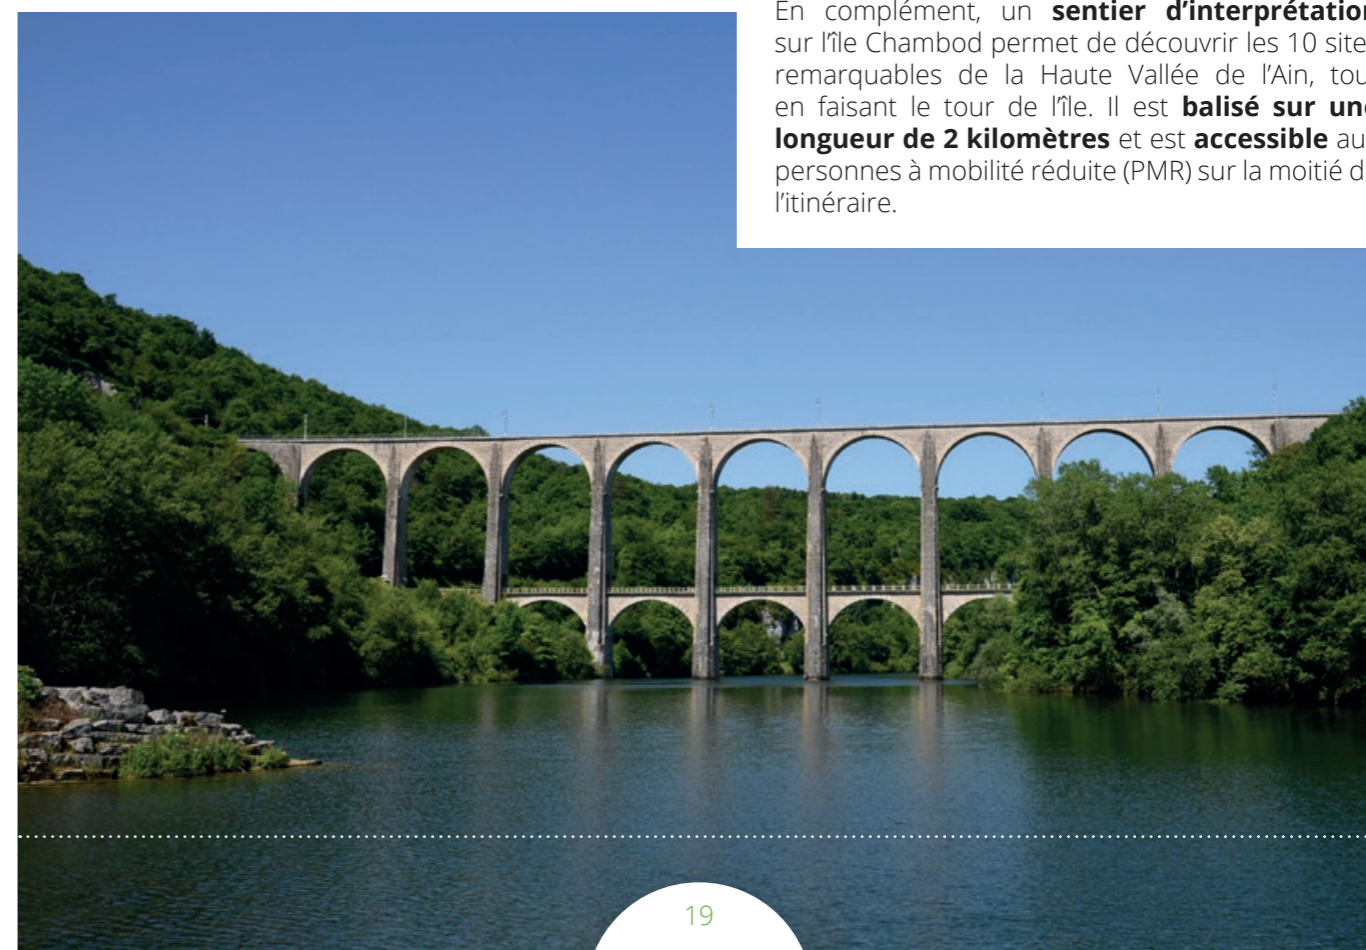 En complément, un sentier d'interprétation
sur l'île Chambod permet de découvrir les 10 site
remarquables de la Haute Vallée de l'Ain, tou
en faisant le tour de l'île. Il est balisé sur une
longueur de 2 kilomètres et est accessible au
personnes à mobilité réduite (PMR) sur la moitié d
l'itinéraire.
19